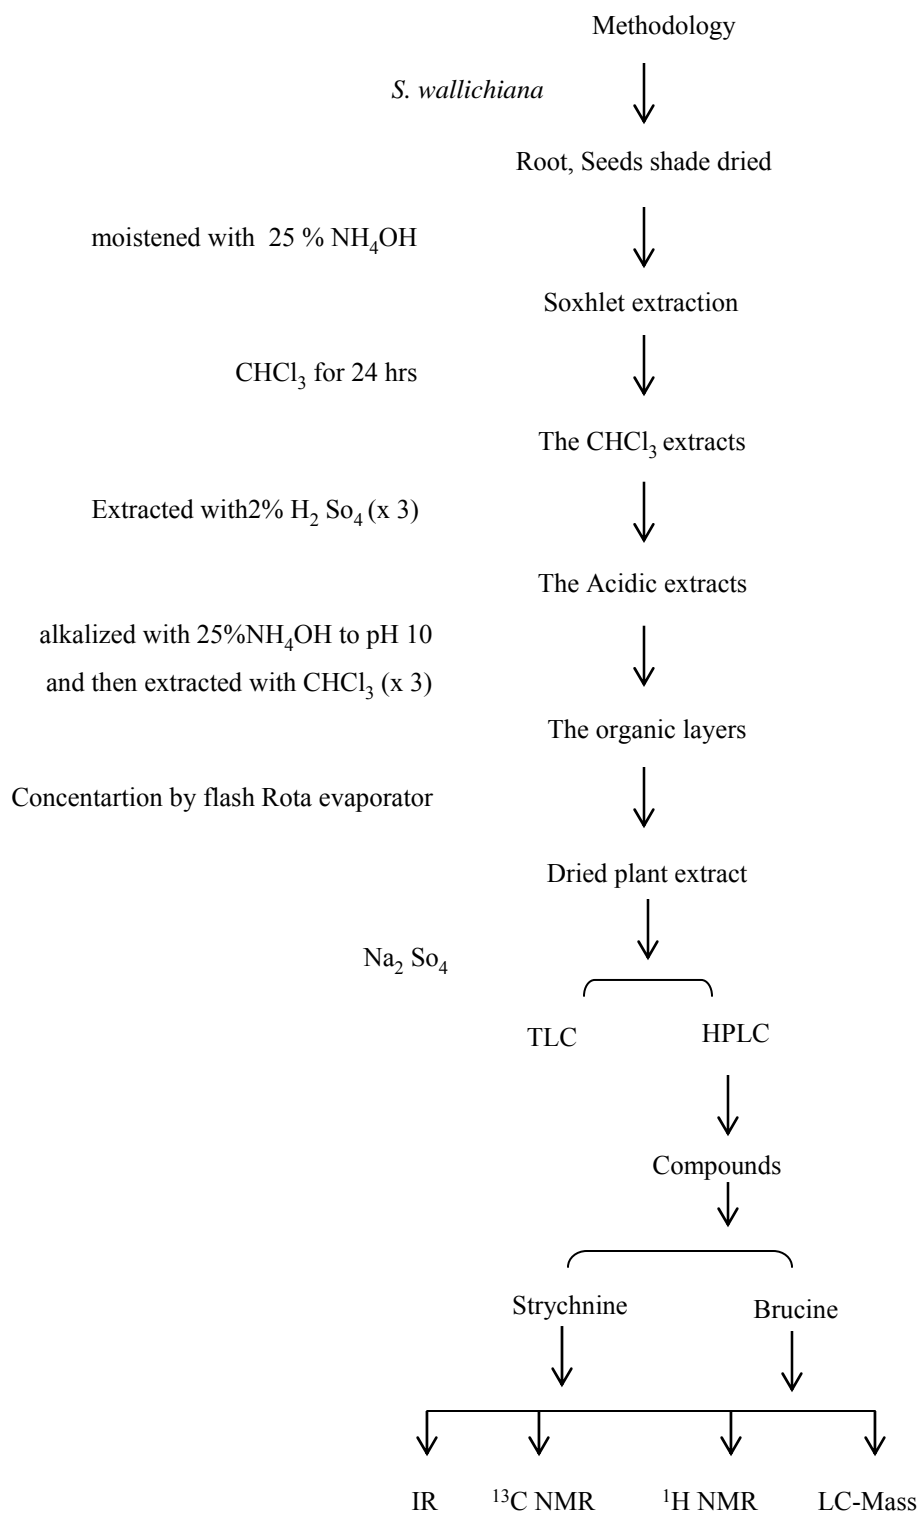 Methodology
S. wallichiana
Root, Seeds shade dried
moistened with 25 % NH₄OH
Soxhlet extraction
CHCl₃ for 24 hrs
The CHCl₃ extracts
Extracted with2% H₂ So₄ (x 3)
The Acidic extracts
alkalized with 25%NH₄OH to pH 10
and then extracted with CHCl₃ (x 3)
The organic layers
Concentartion by flash Rota evaporator
Dried plant extract
Na₂ So₄
TLC HPLC
Compounds
Strychnine Brucine
IR ¹³C NMR ¹H NMR LC-Mass